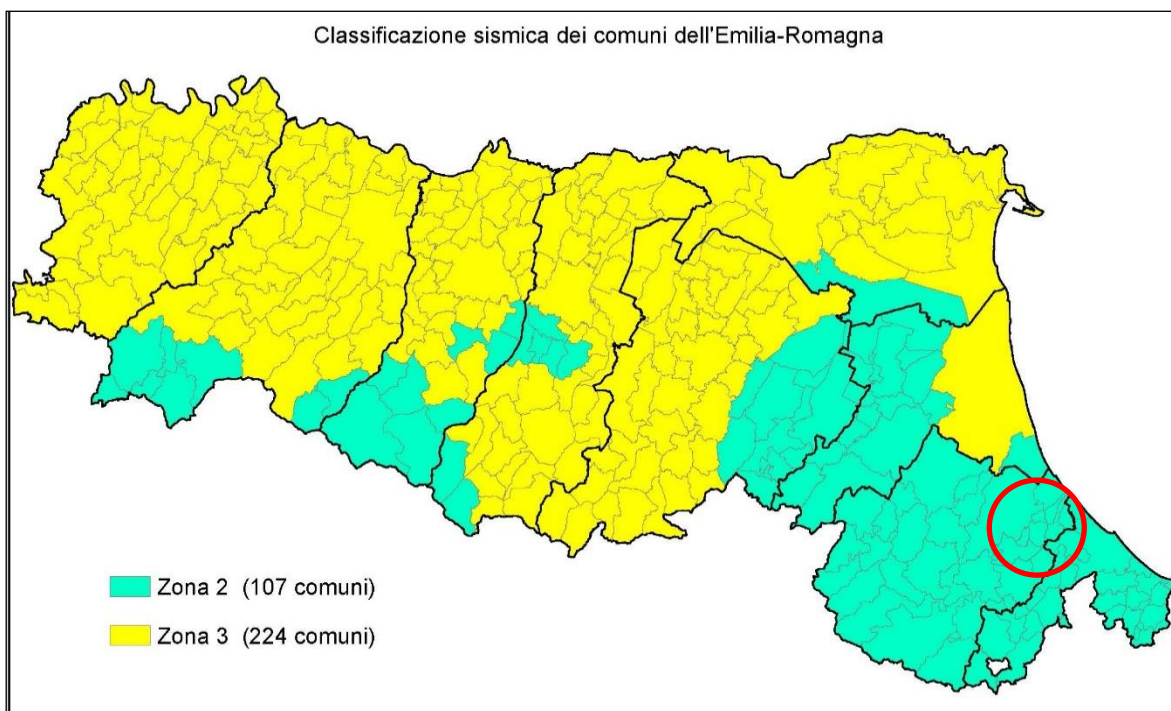 Classificazione sismica dei comuni dell'Emilia-Romagna
Zona 2 (107 comuni)
Zona 3 (224 comuni)